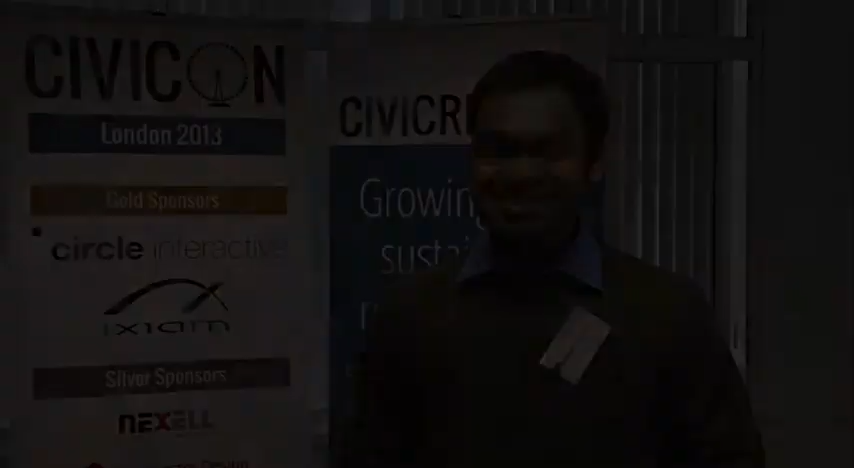 CIVICON
London 2013
Gold Sponsors
circle interactive
ixiam
Silver Sponsors
NEXELL
CIVICR
Growing
sustai
r